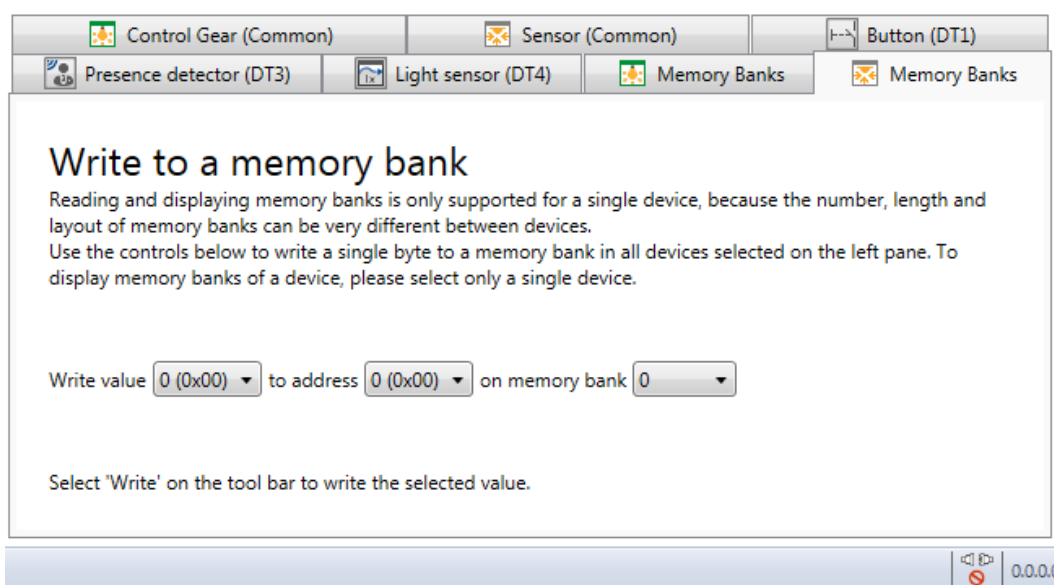 Control Gear (Common) Sensor (Common) Button (DT1)
Presence detector (DT3) Light sensor (DT4) Memory Banks Memory Banks
Write to a memory bank
Reading and displaying memory banks is only supported for a single device, because the number, length and
layout of memory banks can be very different between devices.
Use the controls below to write a single byte to a memory bank in all devices selected on the left pane. To
display memory banks of a device, please select only a single device.
Write value 0 (0x00) to address 0 (0x00) on memory bank 0
Select 'Write' on the tool bar to write the selected value.